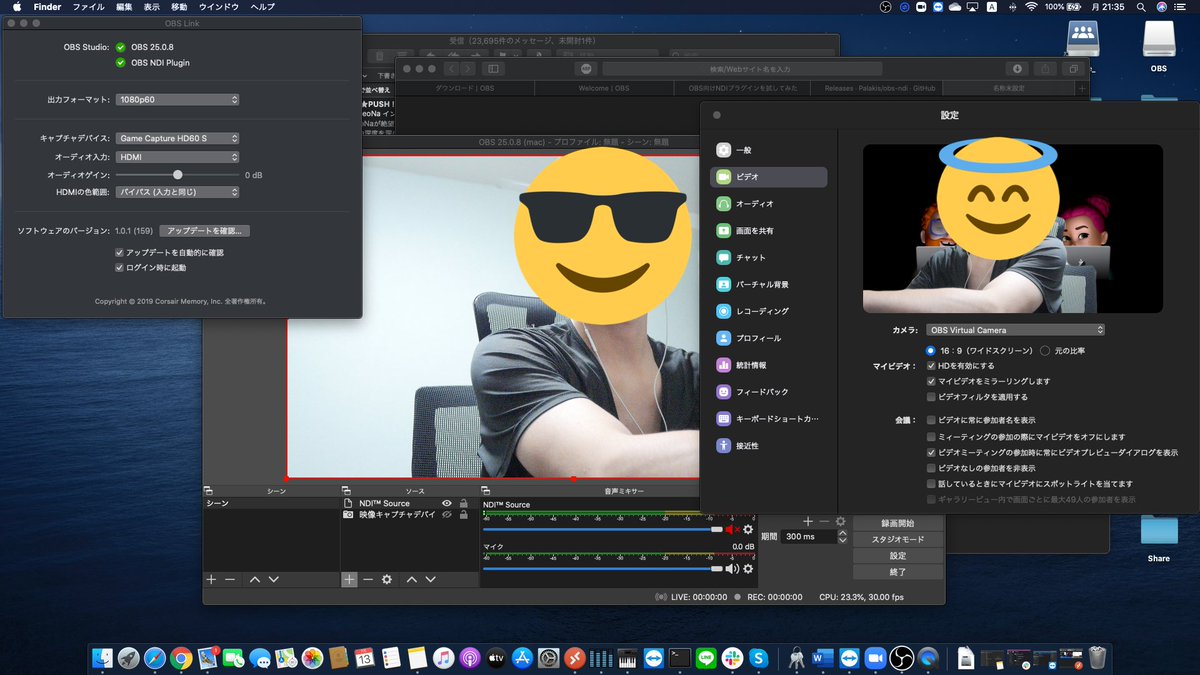 Finder ファイル 編集 表示 移動 ウインドウ ヘルプ
100% 月 21:35
OBS Link
OBS Studio: OBS 25.0.8
OBS NDI Plugin
出力フォーマット: 1080p60
キャプチャデバイス: Game Capture HD60 S
オーディオ入力: HDMI
オーディオゲイン: 0 dB
HDMIの色範囲: バイパス (入力と同じ)
ソフトウェアのバージョン: 1.0.1 (159) アップデートを確認...
アップデートを自動的に確認
ログイン時に起動
Copyright © 2019 Corsair Memory, Inc. 全著作権所有。
受信 (23,695件のメッセージ、未開封1件)
下書き
で並べ替え
★PUSH!
検索/Webサイト名を入力
ダウンロード | OBS
Welcome | OBS
OBS向けNDIプラグインを試してみた
Releases · Palakis/obs-ndi · GitHub
名称未設定
OBS 25.0.8 (mac) - プロファイル: 無題 - シーン: 無題
シーン
シーン
ソース
NDI™ Source
映像キャプチャデバイ
音声ミキサー
NDI™ Source
マイク 0.0 dB
期間 300 ms
録画開始
スタジオモード
設定
終了
LIVE: 00:00:00 REC: 00:00:00 CPU: 23.3%, 30.00 fps
設定
一般
ビデオ
オーディオ
画面を共有
チャット
バーチャル背景
レコーディング
プロフィール
統計情報
フィードバック
キーボードショートカ…
接近性
カメラ: OBS Virtual Camera
16:9（ワイドスクリーン） 元の比率
マイビデオ: HDを有効にする
マイビデオをミラーリングします
ビデオフィルタを適用する
会議: ビデオに常に参加者名を表示
ミィーティングの参加の際にマイビデオをオフにします
ビデオミーティングの参加時に常にビデオプレビューダイアログを表示
ビデオなしの参加者を非表示
話しているときにマイビデオにスポットライトを当てます
ギャラリービュー内で画面ごとに最大49人の参加者を表示
OBS
Share